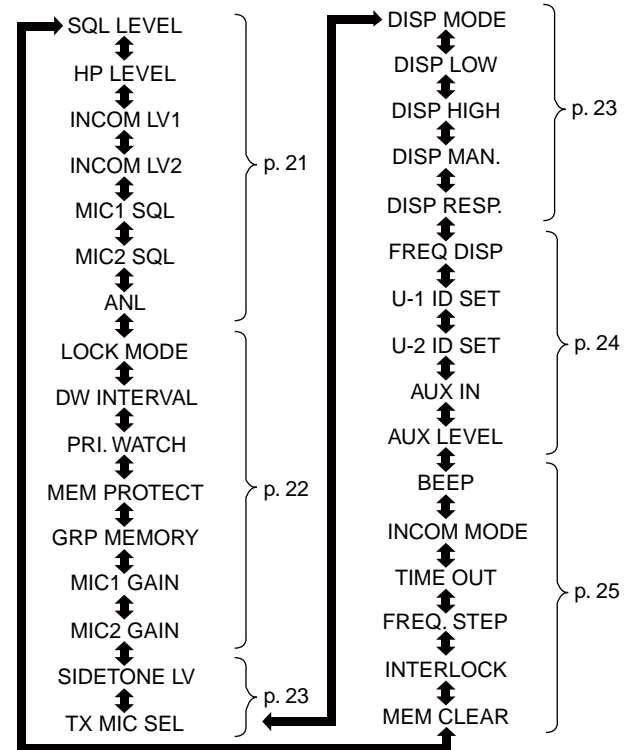 SQL LEVEL
HP LEVEL
INCOM LV1
INCOM LV2
MIC1 SQL
MIC2 SQL
ANL
p. 21
LOCK MODE
DW INTERVAL
PRI. WATCH
MEM PROTECT
GRP MEMORY
MIC1 GAIN
MIC2 GAIN
p. 22
SIDETONE LV
TX MIC SEL
p. 23
DISP MODE
DISP LOW
DISP HIGH
DISP MAN.
DISP RESP.
p. 23
FREQ DISP
U-1 ID SET
U-2 ID SET
AUX IN
AUX LEVEL
p. 24
BEEP
INCOM MODE
TIME OUT
FREQ. STEP
INTERLOCK
MEM CLEAR
p. 25